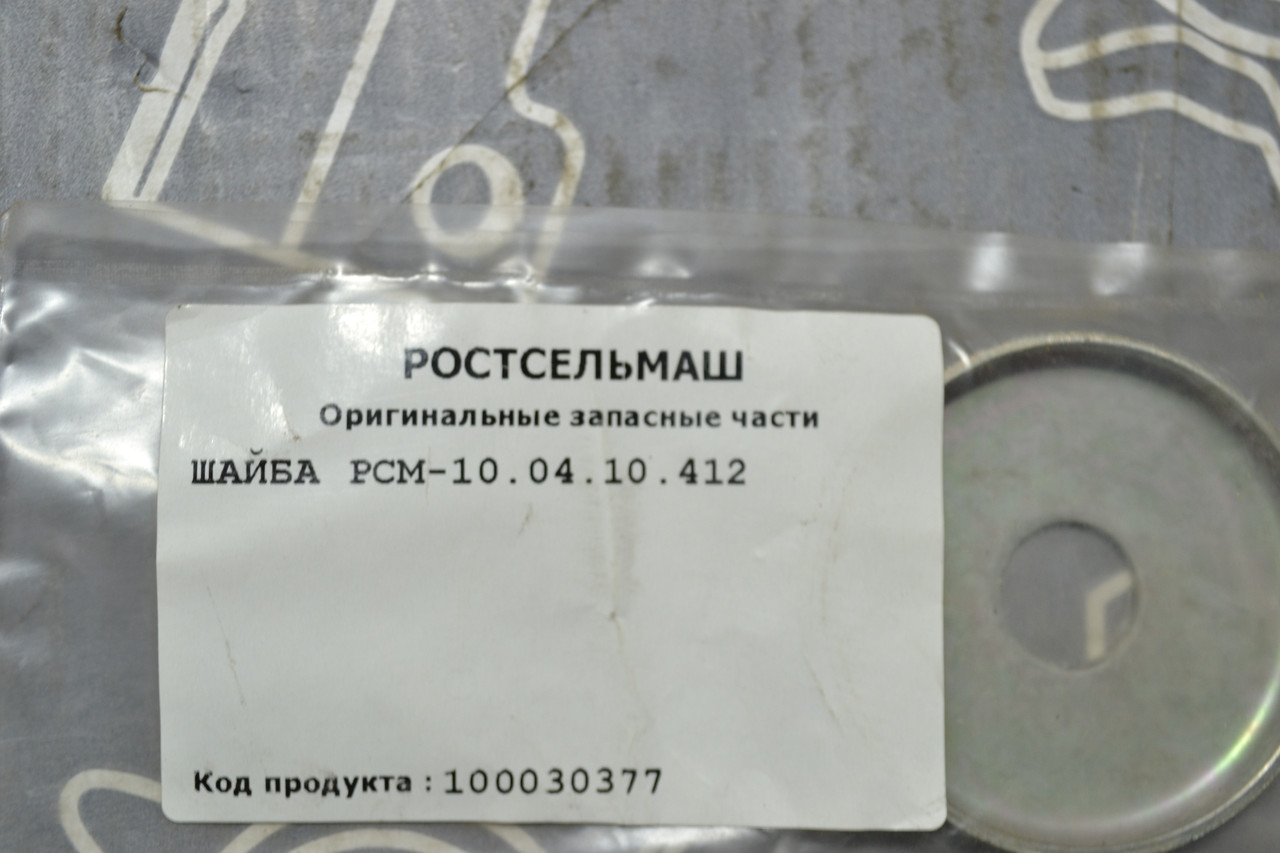 РОСТСЕЛЬМАШ
Оригинальные запасные части
ШАЙБА РСМ-10.04.10.412
Код продукта : 100030377